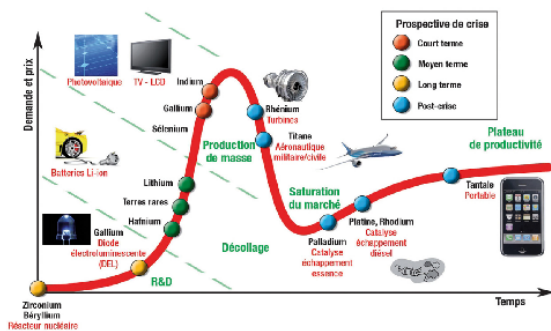 Prospective de crise
Court terme
Moyen terme
Long terme
Post-crise
Demande et prix
Photovoltaïque
TV - LCD
Indium
Gallium
Sélénium
Rhénium
Turbines
Titane
Aéronautique
militaire/civile
Production
de masse
Plateau
de productivité
Batteries Li-ion
Lithium
Terres rares
Hafnium
Saturation
du marché
Tantale
Portable
Platine, Rhodium
Catalyse
échappement
diésel
Palladium
Catalyse
échappement
essence
Gallium
Diode
électroluminescente
(DEL)
Décollage
R&D
Temps
Zirconium
Béryllium
Réacteur nucléaire